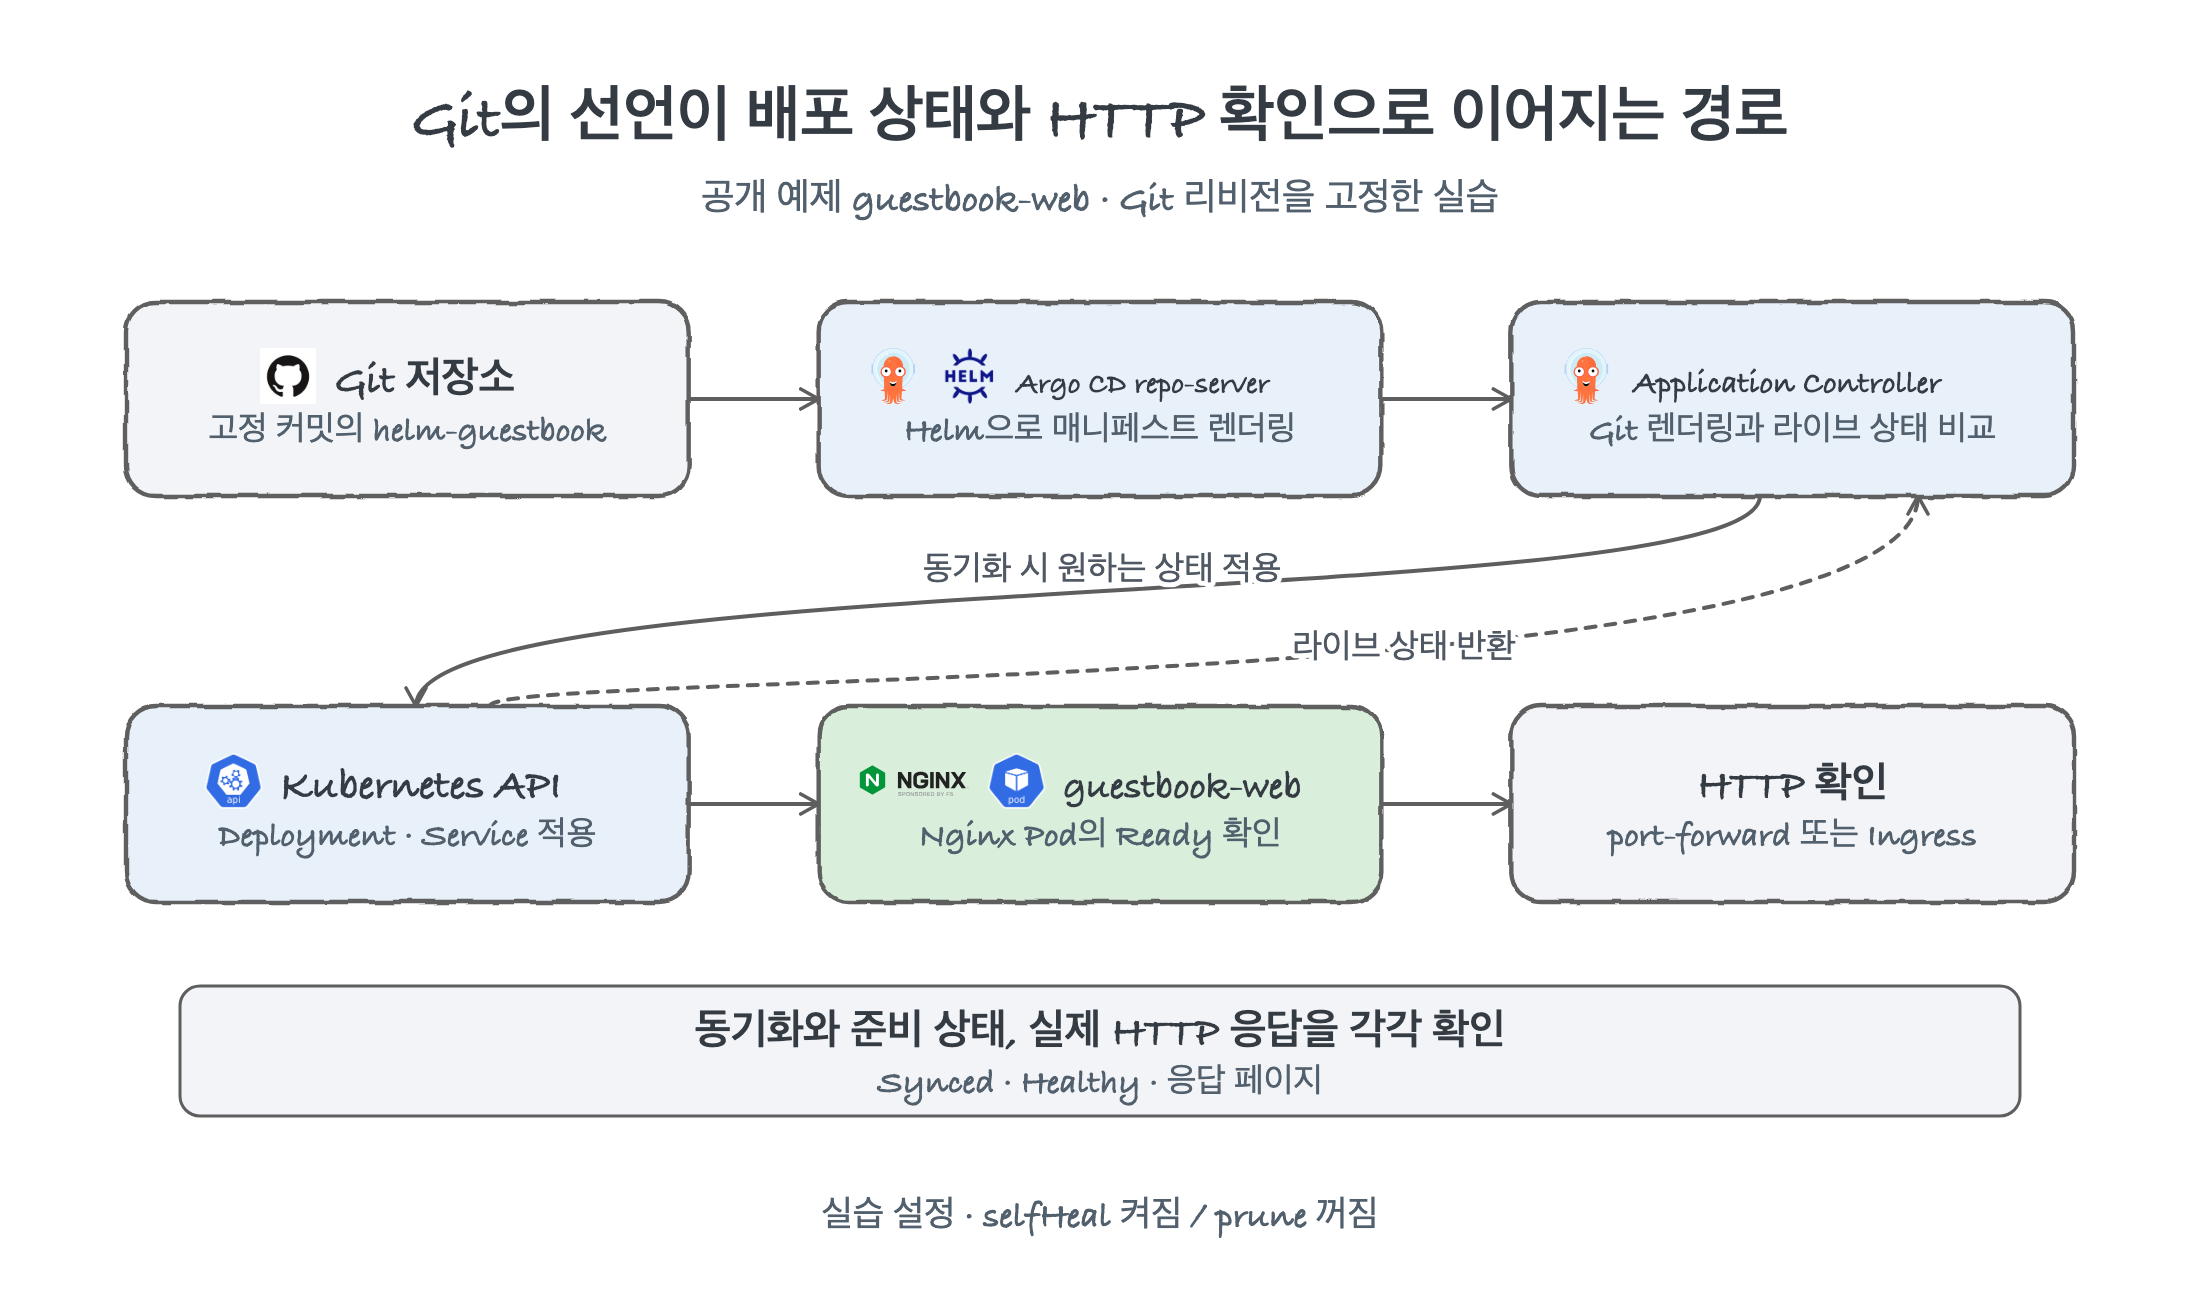 Git의 선언이 배포 상태와 HTTP 확인으로 이어지는 경로
공개 예제 guestbook-web · Git 리비전을 고정한 실습
Git 저장소
고정 커밋의 helm-guestbook
HELM
Argo CD repo-server
Helm으로 매니페스트 렌더링
Application Controller
Git 렌더링과 라이브 상태 비교
동기화 시 원하는 상태 적용
라이브 상태 반환
api
Kubernetes API
Deployment · Service 적용
NGINX
SPONSORED BY F5
pod
guestbook-web
Nginx Pod의 Ready 확인
HTTP 확인
port-forward 또는 Ingress
동기화와 준비 상태, 실제 HTTP 응답을 각각 확인
Synced · Healthy · 응답 페이지
실습 설정 · selfHeal 켜짐 / prune 꺼짐